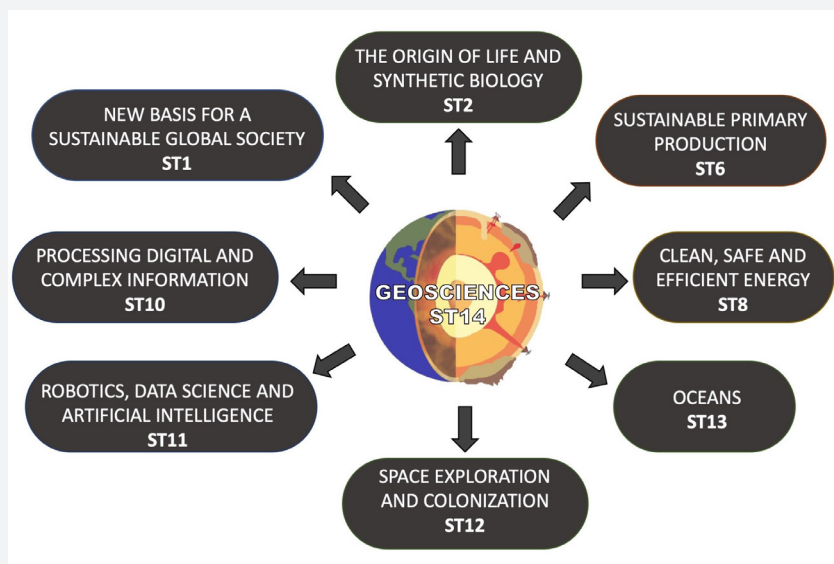 THE ORIGIN OF LIFE AND
SYNTHETIC BIOLOGY
ST2
NEW BASIS FOR A
SUSTAINABLE GLOBAL SOCIETY
ST1
SUSTAINABLE PRIMARY
PRODUCTION
ST6
PROCESSING DIGITAL AND
COMPLEX INFORMATION
ST10
GEOSCIENCES
ST14
CLEAN, SAFE AND
EFFICIENT ENERGY
ST8
ROBOTICS, DATA SCIENCE AND
ARTIFICIAL INTELLIGENCE
ST11
OCEANS
ST13
SPACE EXPLORATION
AND COLONIZATION
ST12